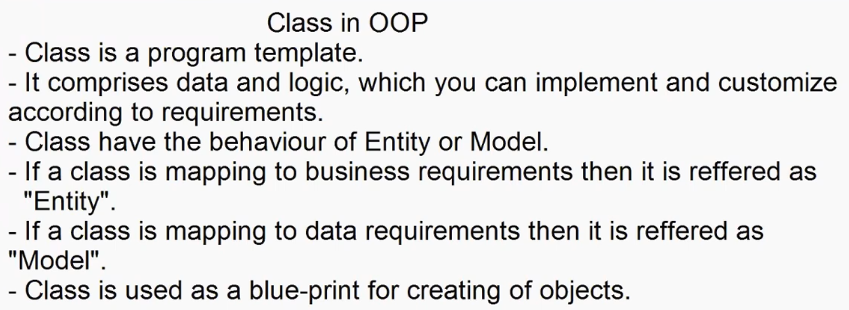 Class in OOP
- Class is a program template.
- It comprises data and logic, which you can implement and customize
according to requirements.
- Class have the behaviour of Entity or Model.
- If a class is mapping to business requirements then it is reffered as
"Entity".
- If a class is mapping to data requirements then it is reffered as
"Model".
- Class is used as a blue-print for creating of objects.